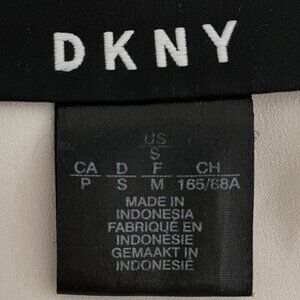 DKNY
US
S
CA D F CH
P S M 165/88A
MADE IN
INDONESIA
FABRIQUÉ EN
INDONÉSIE
GEMAAKT IN
INDONESIË